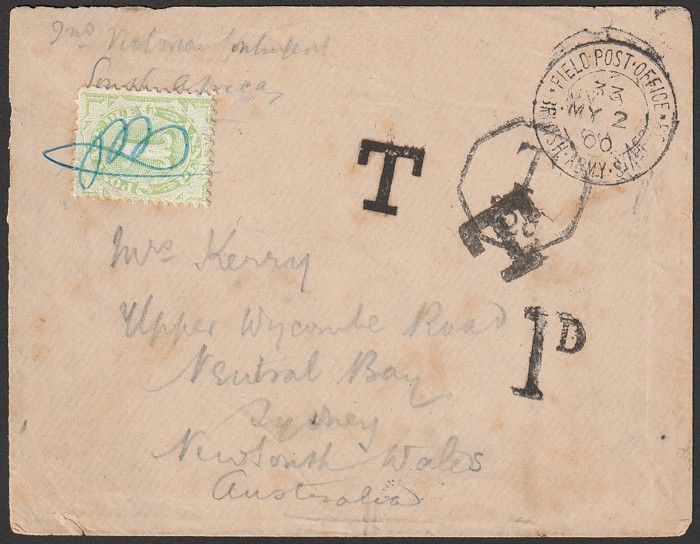 2nd Victorian Contingent
South Africa
FIELD POST OFFICE
BRITISH ARMY S. AFRICA
MY 2
00
T
T
T
1D
Mrs Kerry
Upper Wycombe Road
Neutral Bay
Sydney
New South Wales
Australia